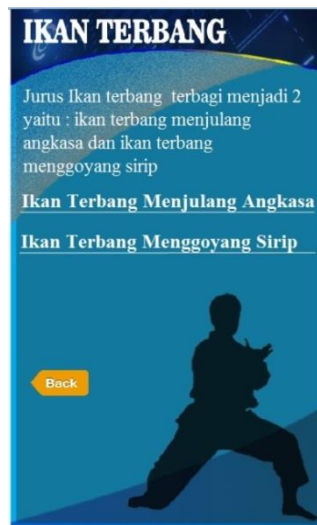 IKAN TERBANG
Jurus Ikan terbang terbagi menjadi 2
yaitu : ikan terbang menjulang
angkasa dan ikan terbang
menggoyang sirip
Ikan Terbang Menjulang Angkasa
Ikan Terbang Menggoyang Sirip
Back